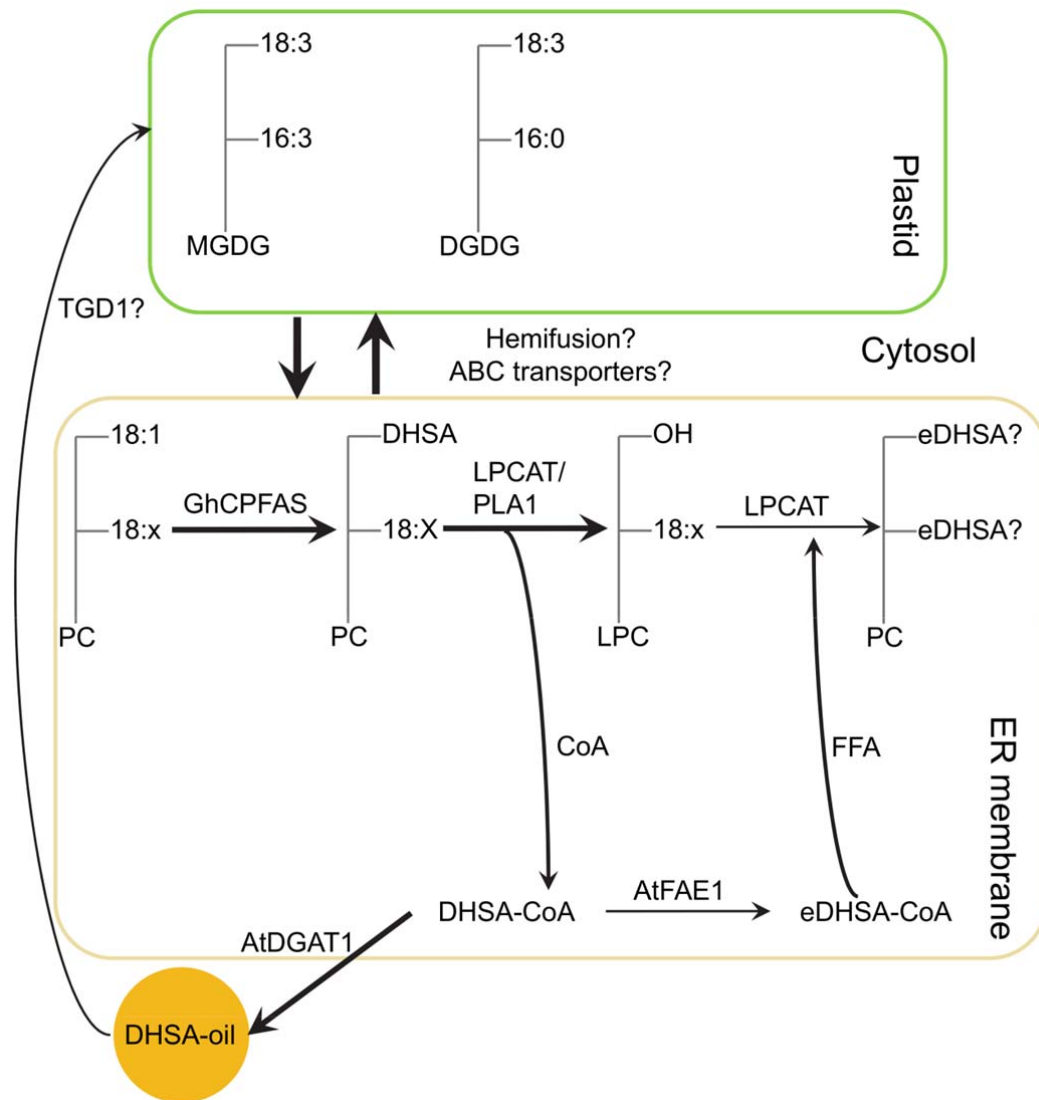 18:3
18:3
16:3
16:0
MGDG
DGDG
Plastid
TGD1?
Hemifusion?
ABC transporters?
Cytosol
18:1
DHSA
OH
eDHSA?
GhCPFAS
LPCAT/
PLA1
LPCAT
18:x
18:X
18:x
eDHSA?
PC
PC
LPC
PC
ER membrane
CoA
FFA
DHSA-CoA
AtFAE1
eDHSA-CoA
AtDGAT1
DHSA-oil